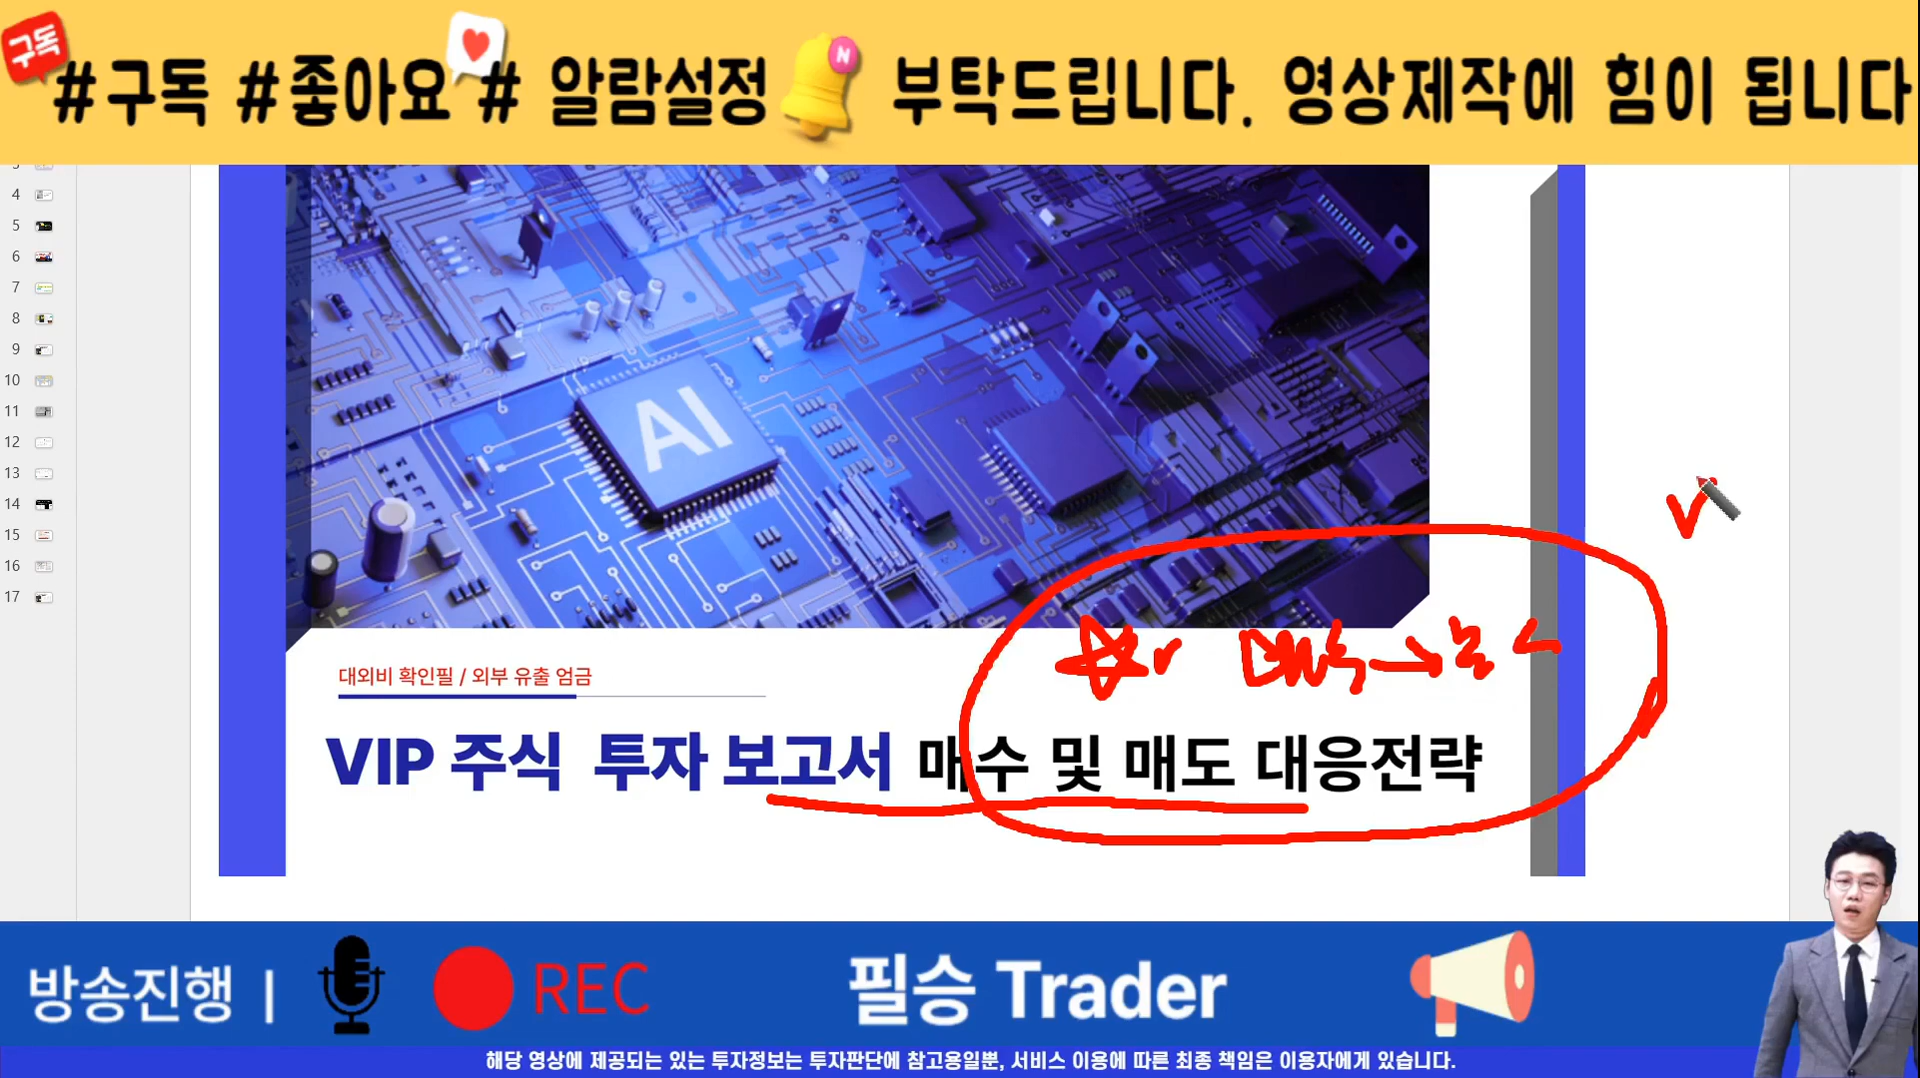 구독
#구독 #좋아요 # 알람설정 N 부탁드립니다. 영상제작에 힘이 됩니다
4
5
6
7
8
9
10
11
12
13
14
15
16
17
AI
대외비 확인필 / 외부 유출 엄금
VIP 주식 투자 보고서 매수 및 매도 대응전략
방송진행 | REC 필승 Trader
해당 영상에 제공되는 있는 투자정보는 투자판단에 참고용일뿐, 서비스 이용에 따른 최종 책임은 이용자에게 있습니다.